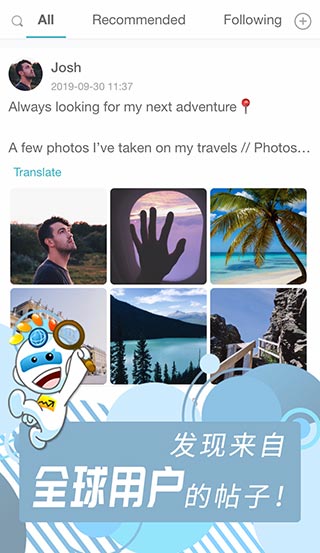 All Recommended Following
Josh
2019-09-30 11:37
Always looking for my next adventure📍
A few photos I've taken on my travels // Photos…
Translate
发现来自
全球用户的帖子！